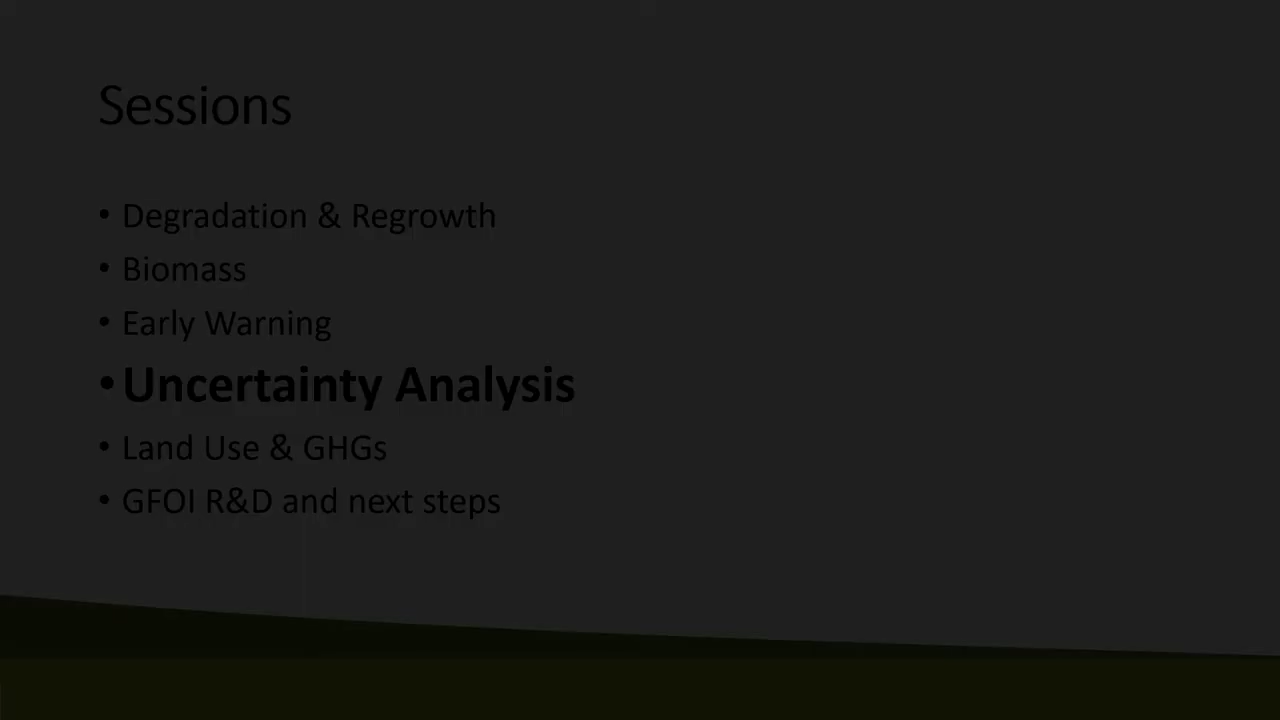 Sessions
• Degradation & Regrowth
• Biomass
• Early Warning
• Uncertainty Analysis
• Land Use & GHGs
• GFOI R&D and next steps